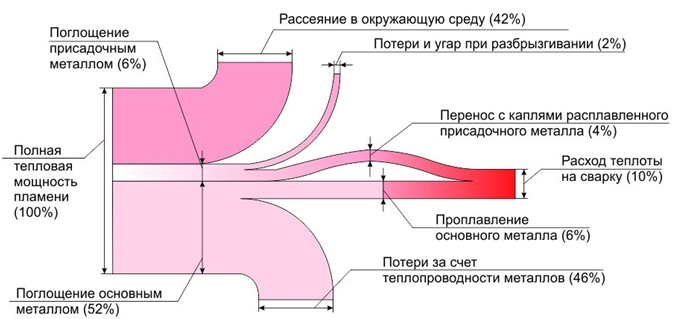 Рассеяние в окружающую среду (42%)
Поглощение
присадочным
металлом (6%)
Потери и угар при разбрызгивании (2%)
Перенос с каплями расплавленного
присадочного металла (4%)
Полная
тепловая
мощность
пламени
(100%)
Расход теплоты
на сварку (10%)
Проплавление
основного металла (6%)
Потери за счет
теплопроводности металлов (46%)
Поглощение основным
металлом (52%)